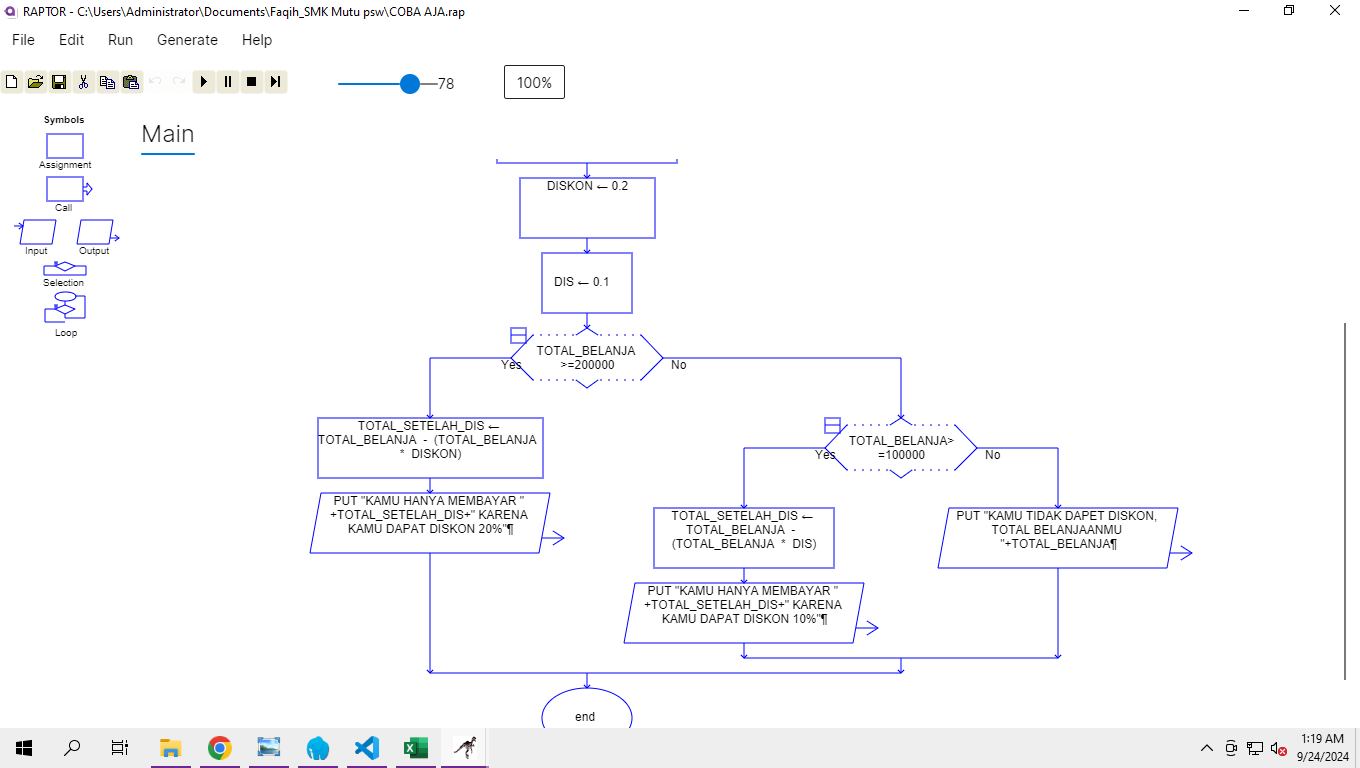 RAPTOR - C:\Users\Administrator\Documents\Faqih_SMK Mutu psw\COBA AJA.rap
File Edit Run Generate Help
78
100%
Symbols
Assignment
Call
Input Output
Selection
Loop
Main
DISKON ← 0.2
DIS ← 0.1
TOTAL_BELANJA
>=200000
Yes
No
TOTAL_SETELAH_DIS ←
TOTAL_BELANJA - (TOTAL_BELANJA
* DISKON)
PUT "KAMU HANYA MEMBAYAR "
+TOTAL_SETELAH_DIS+" KARENA
KAMU DAPAT DISKON 20%"¶
TOTAL_BELANJA>
=100000
Yes
No
TOTAL_SETELAH_DIS ←
TOTAL_BELANJA -
(TOTAL_BELANJA * DIS)
PUT "KAMU HANYA MEMBAYAR "
+TOTAL_SETELAH_DIS+" KARENA
KAMU DAPAT DISKON 10%"¶
PUT "KAMU TIDAK DAPET DISKON,
TOTAL BELANJAANMU
"+TOTAL_BELANJA¶
end
1:19 AM
9/24/2024